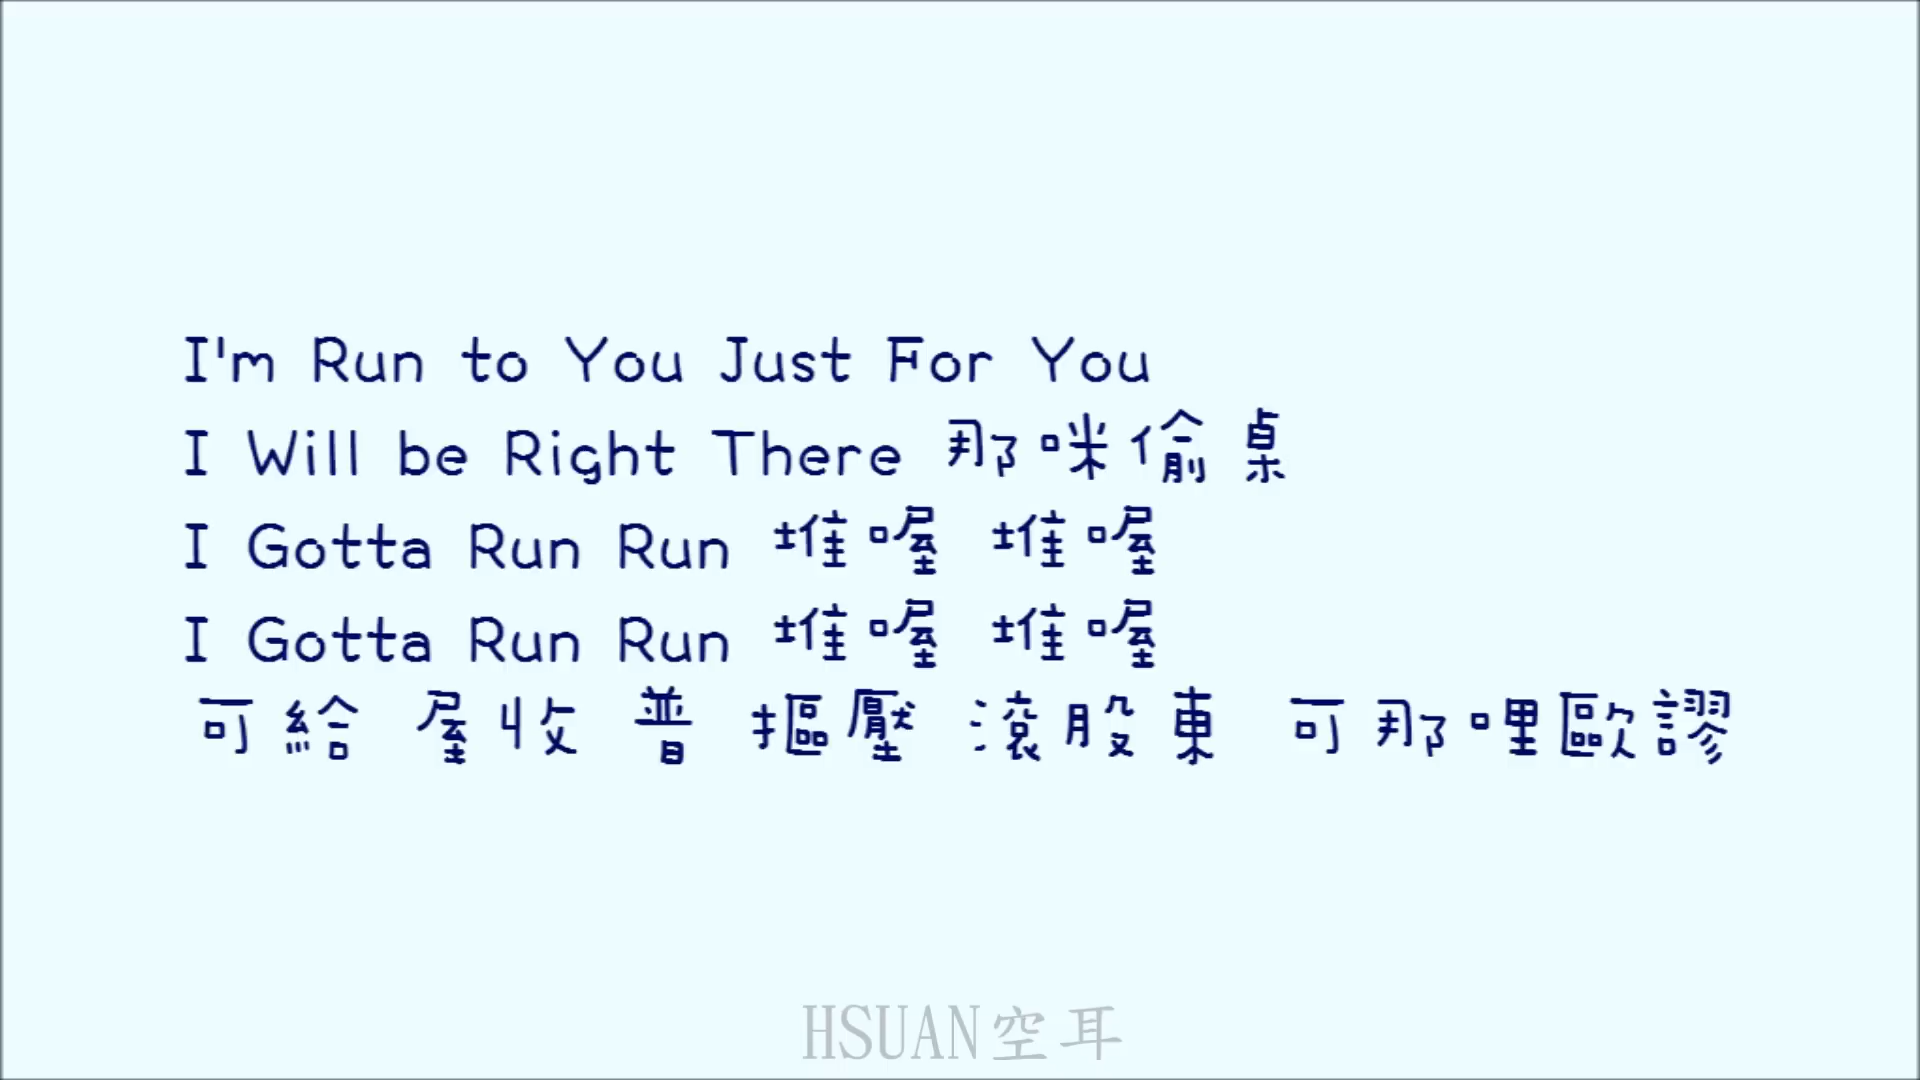 I'm Run to You Just For You
I Will be Right There 那咪偷桌
I Gotta Run Run 堆喔 堆喔
I Gotta Run Run 堆喔 堆喔
可給 屋收 普 摳壓 滾股東 可那哩歐謬
HSUAN空耳